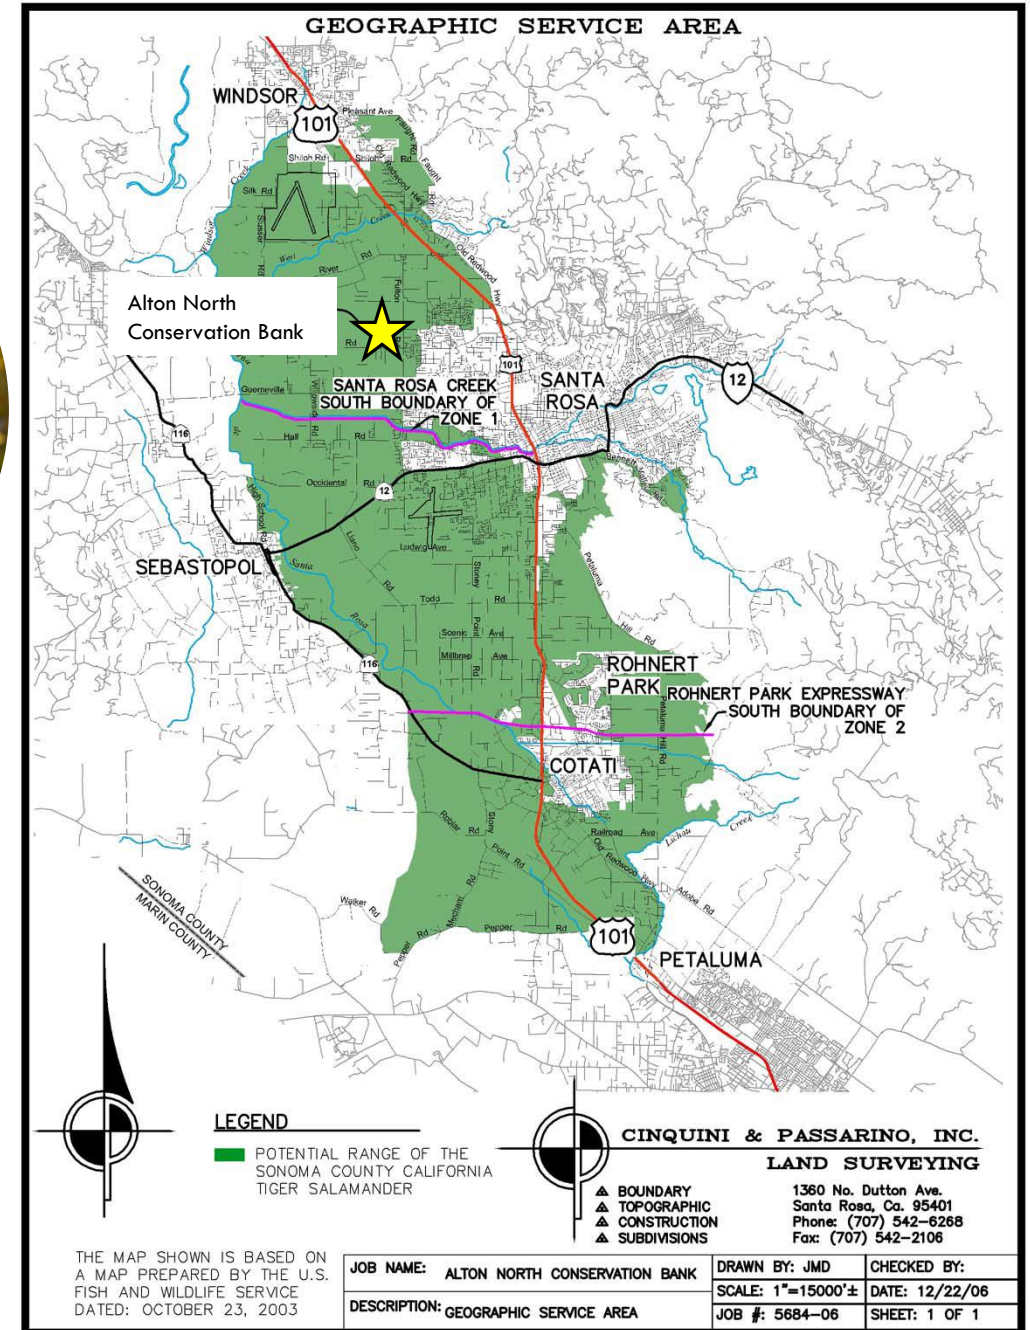 GEOGRAPHIC SERVICE AREA
WINDSOR
101
Pleasant Ave
Faught Rd
Shiloh Rd
Shiloh Rd
Old Redwood Hwy
Faught
Silk Rd
Creek
Windsor
Slusser
Rd
Creek
River Rd
Fulton
Old Redwood
Hwy
Alton North
Conservation Bank
Rd
101
SANTA
ROSA
12
Guerneville
SANTA ROSA CREEK
SOUTH BOUNDARY OF
ZONE 1
Willowside Rd
116
de
Hall Rd
Occidental Rd
12
Bennett
High School Rd
Ludwig Ave
Llano
Rd
SEBASTOPOL
Santa
Rosa
Stoney
Point
Rd
Todd Rd
Petaluma
Hill Rd
Scenic Ave
Millbrae Ave
116
ROHNERT
PARK
ROHNERT PARK EXPRESSWAY
SOUTH BOUNDARY OF
ZONE 2
Petaluma Hill Rd
COTATI
Roblar Rd
Stony
Point Rd
Railroad Ave
Lichau Creek
Old Redwood Hwy
Adobe Rd
Walker Rd
Mecham Rd
Pepper Rd
Pepper Rd
101
PETALUMA
SONOMA COUNTY
MARIN COUNTY
LEGEND
POTENTIAL RANGE OF THE
SONOMA COUNTY CALIFORNIA
TIGER SALAMANDER
CINQUINI & PASSARINO, INC.
LAND SURVEYING
BOUNDARY
TOPOGRAPHIC
CONSTRUCTION
SUBDIVISIONS
1360 No. Dutton Ave.
Santa Rosa, Ca. 95401
Phone: (707) 542-6268
Fax: (707) 542-2106
THE MAP SHOWN IS BASED ON
A MAP PREPARED BY THE U.S.
FISH AND WILDLIFE SERVICE
DATED: OCTOBER 23, 2003
JOB NAME: ALTON NORTH CONSERVATION BANK
DESCRIPTION: GEOGRAPHIC SERVICE AREA
DRAWN BY: JMD
CHECKED BY:
SCALE: 1"=15000'±
DATE: 12/22/06
JOB #: 5684-06
SHEET: 1 OF 1